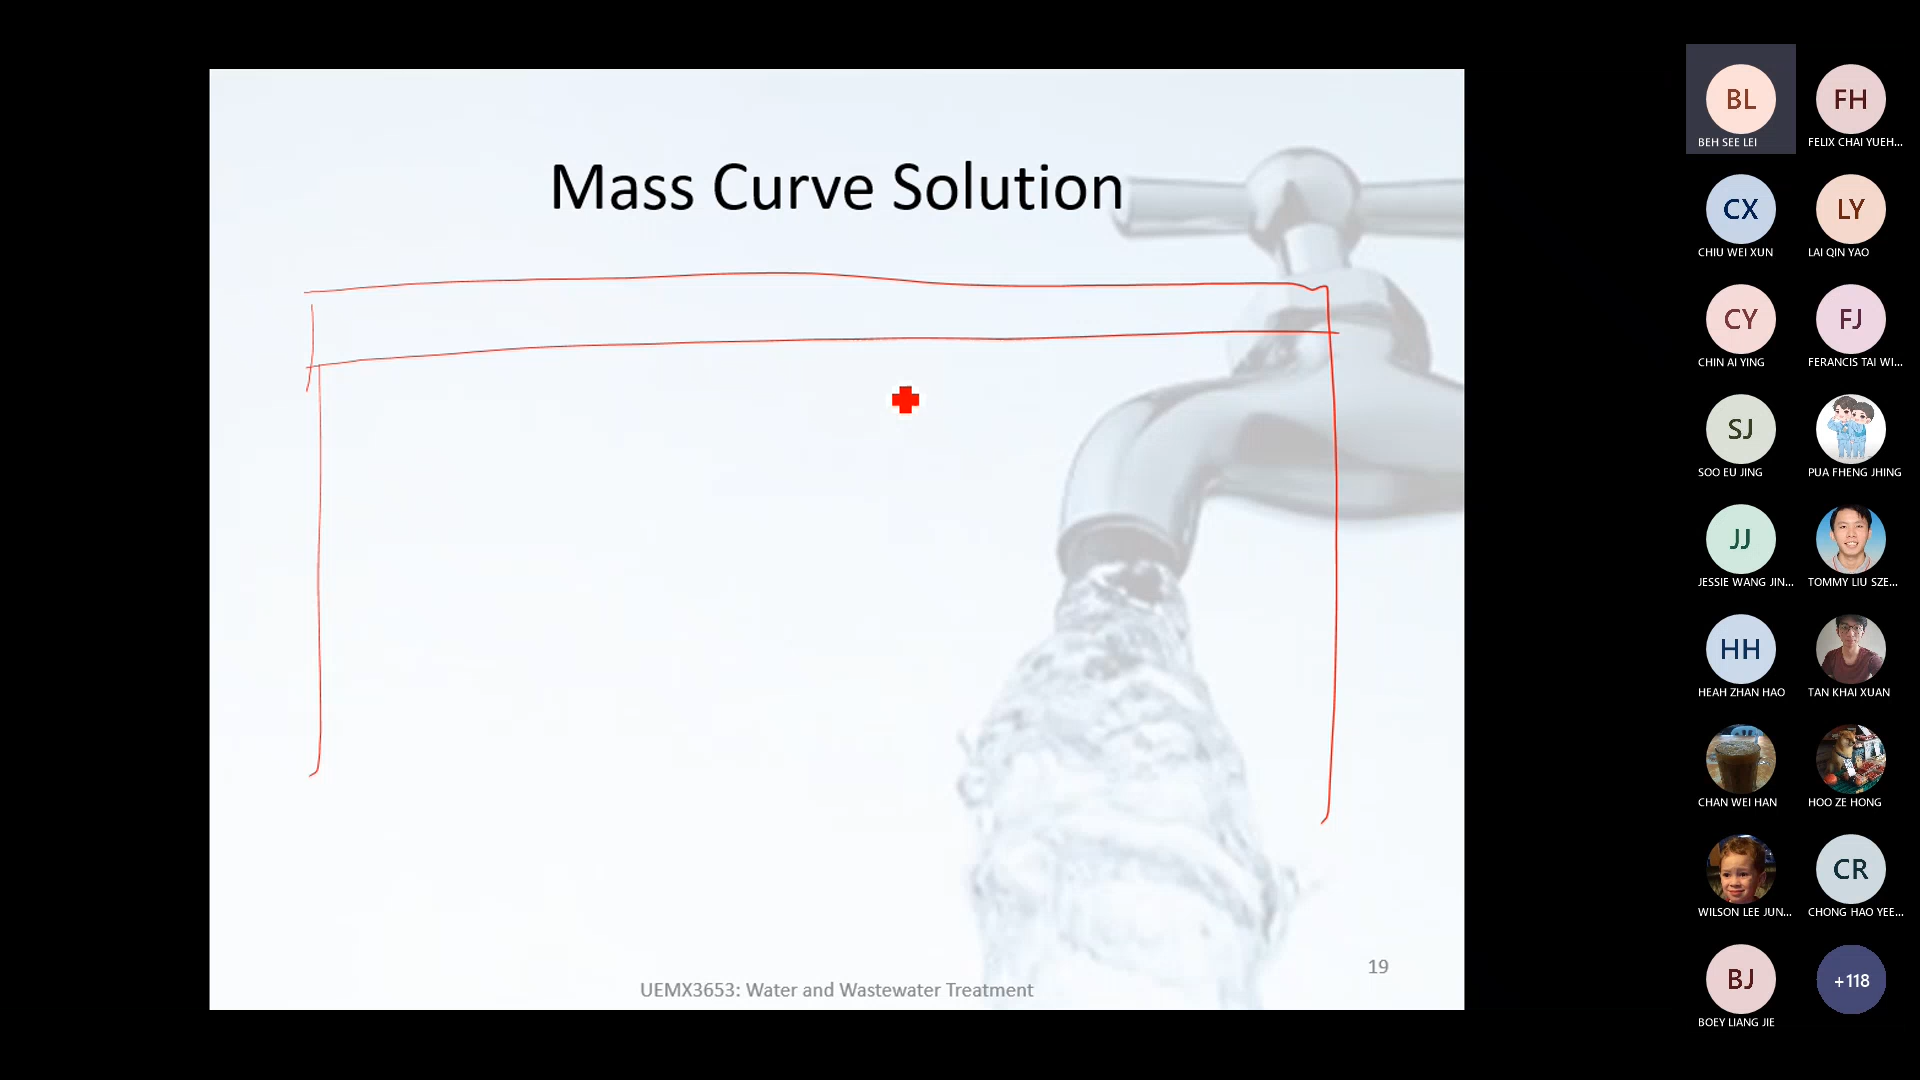 Mass Curve Solution
19
UEMX3653: Water and Wastewater Treatment
BL FH
BEH SEE LEI FELIX CHAI YUEH...
CX LY
CHIU WEI XUN LAI QIN YAO
CY FJ
CHIN AI YING FERANCIS TAI WI...
SJ
SOO EU JING PUA FHENG JHING
JJ
JESSIE WANG JIN... TOMMY LIU SZE...
HH
HEAH ZHAN HAO TAN KHAI XUAN
CHAN WEI HAN HOO ZE HONG
CR
WILSON LEE JUN... CHONG HAO YEE...
BJ +118
BOEY LIANG JIE